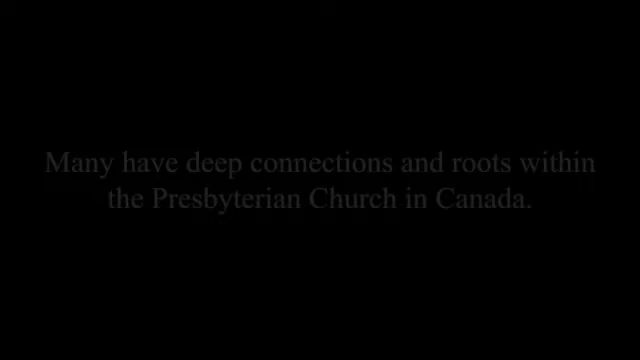 Many have deep connections and roots within
the Presbyterian Church in Canada.